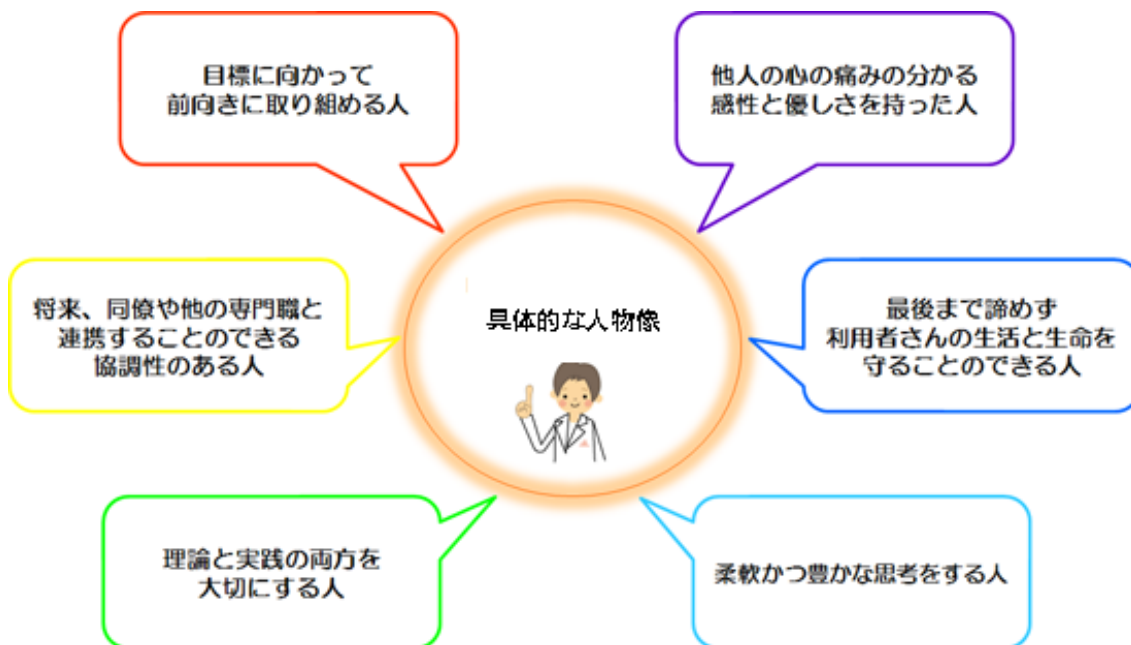 目標に向かって
前向きに取り組める人
他人の心の痛みの分かる
感性と優しさを持った人
将来、同僚や他の専門職と
連携することのできる
協調性のある人
具体的な人物像
最後まで諦めず
利用者さんの生活と生命を
守ることのできる人
理論と実践の両方を
大切にする人
柔軟かつ豊かな思考をする人